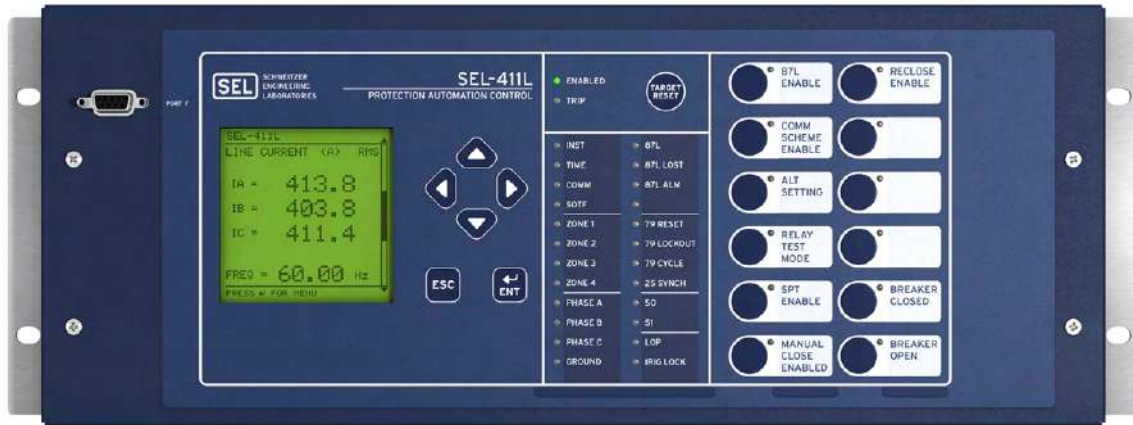 PORT F
SEL
SCHWEITZER
ENGINEERING
LABORATORIES
SEL-411L
PROTECTION AUTOMATION CONTROL
SEL-411L
LINE CURRENT (A) RMS
IA = 413.8
IB = 403.8
IC = 411.4
FREQ = 60.00 Hz
PRESS ↵ FOR MENU
ESC
ENT
ENABLED
TRIP
TARGET
RESET
INST
TIME
COMM
SOTF
ZONE 1
ZONE 2
ZONE 3
ZONE 4
PHASE A
PHASE B
PHASE C
GROUND
87L
87L LOST
87L ALM
79 RESET
79 LOCKOUT
79 CYCLE
25 SYNCH
50
51
LOP
IRIG LOCK
87L
ENABLE
COMM
SCHEME
ENABLE
ALT
SETTING
RELAY
TEST
MODE
SPT
ENABLE
MANUAL
CLOSE
ENABLED
RECLOSE
ENABLE
BREAKER
CLOSED
BREAKER
OPEN